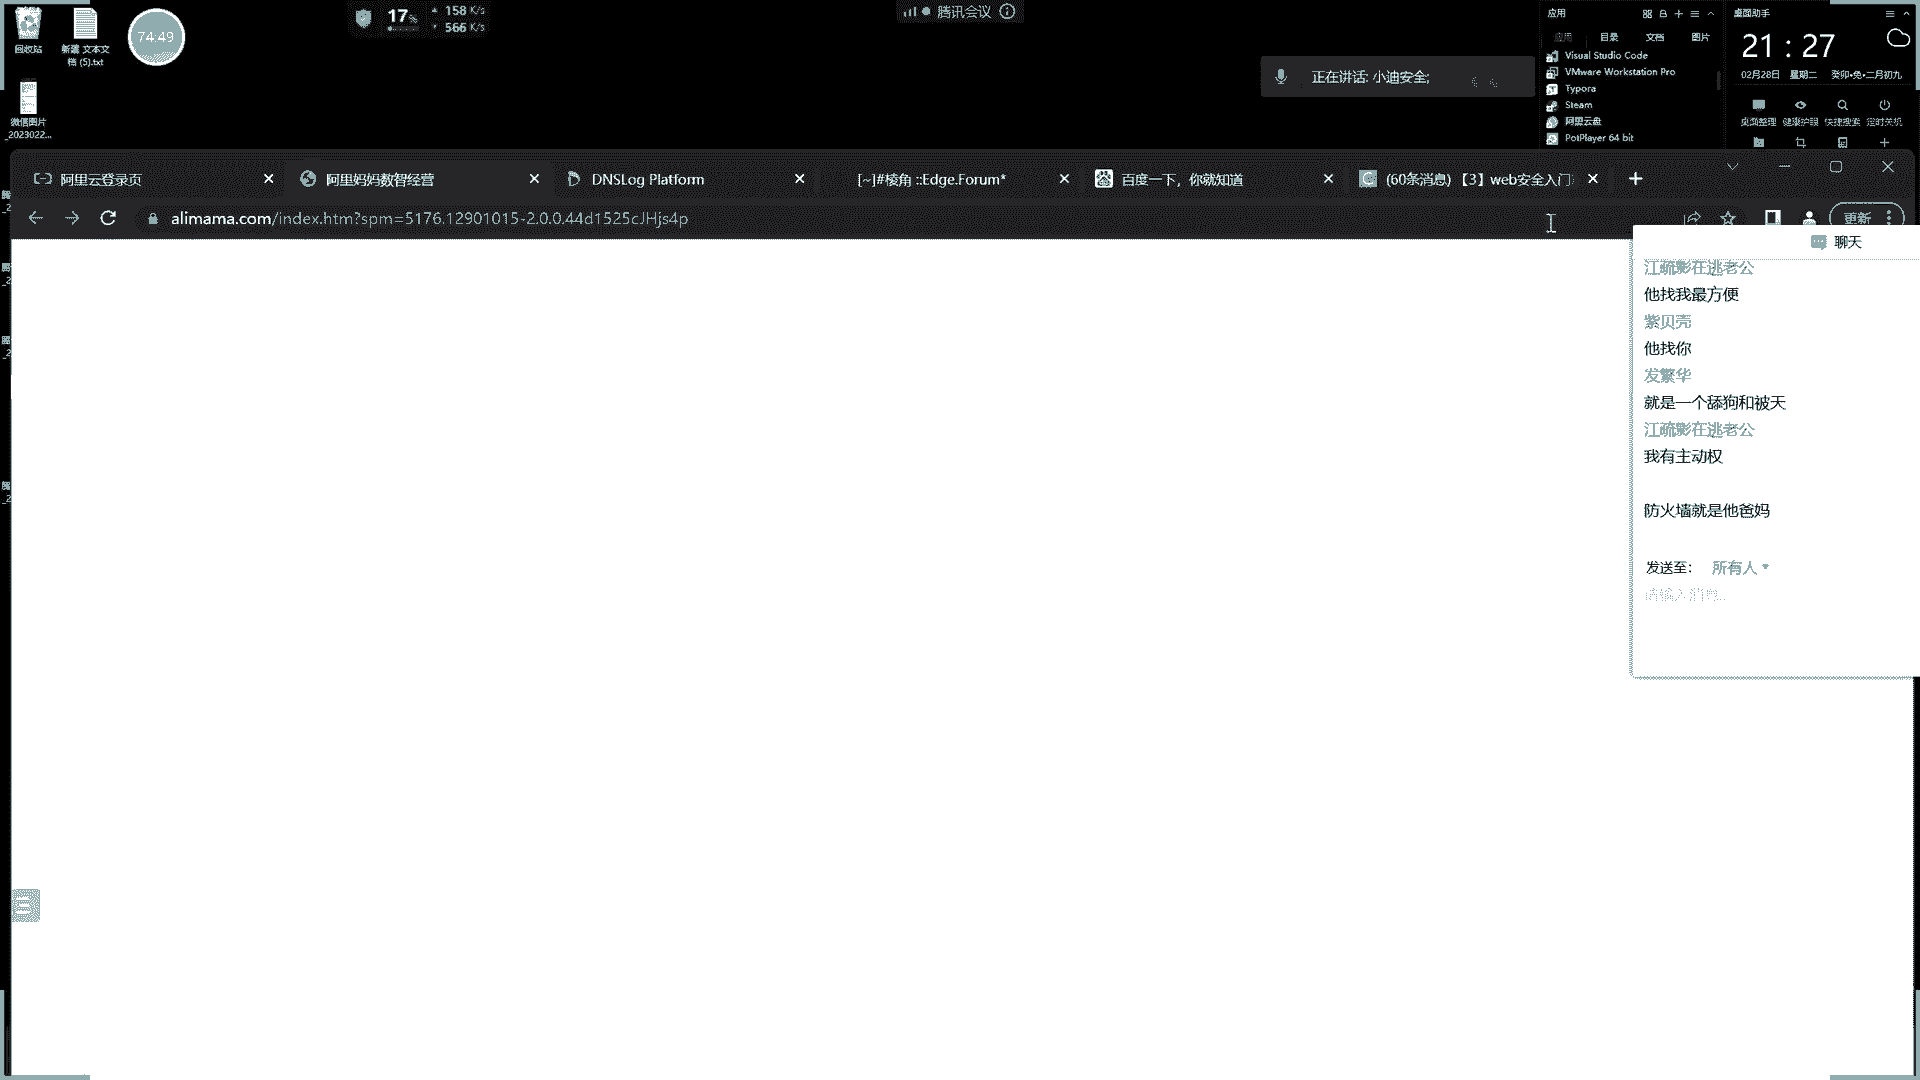 回收站
新建 文本文
档 (5).txt
74:49
17%
158 K/s
566 K/s
腾讯会议
正在讲话: 小迪安全;
应用
应用 目录 文档 图片
Visual Studio Code
VMware Workstation Pro
Typora
Steam
阿里云盘
PotPlayer 64 bit
桌面助手
21 : 27
02月28日 星期二 癸卯•兔•二月初九
桌面整理 健康护眼 快捷搜索 定时关机
微信图片
_2023022...
阿里云登录页
阿里妈妈数智经营
DNSLog Platform
[~]#棱角 ::Edge.Forum*
百度一下，你就知道
(60条消息) 【3】web安全入门
alimama.com/index.htm?spm=5176.12901015-2.0.0.44d1525cJHjs4p
更新
聊天
江疏影在逃老公
他找我最方便
紫贝壳
他找你
发繁华
就是一个舔狗和被天
江疏影在逃老公
我有主动权
防火墙就是他爸妈
发送至: 所有人
请输入消息...